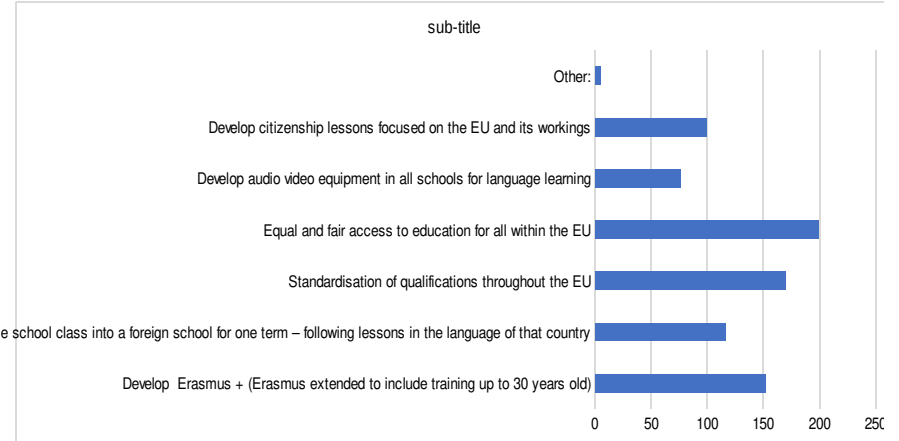 sub-title
Other:
Develop citizenship lessons focused on the EU and its workings
Develop audio video equipment in all schools for language learning
Equal and fair access to education for all within the EU
Standardisation of qualifications throughout the EU
e school class into a foreign school for one term – following lessons in the language of that country
Develop  Erasmus + (Erasmus extended to include training up to 30 years old)
0 50 100 150 200 250